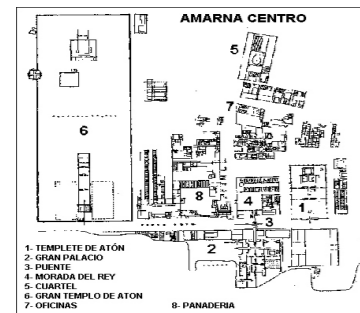 AMARNA CENTRO
5
7
6
8
4
1
3
2
1- TEMPLETE DE ATÓN
2- GRAN PALACIO
3- PUENTE
4- MORADA DEL REY
5- CUARTEL
6- GRAN TEMPLO DE ATON
7- OFICINAS 8- PANADERIA